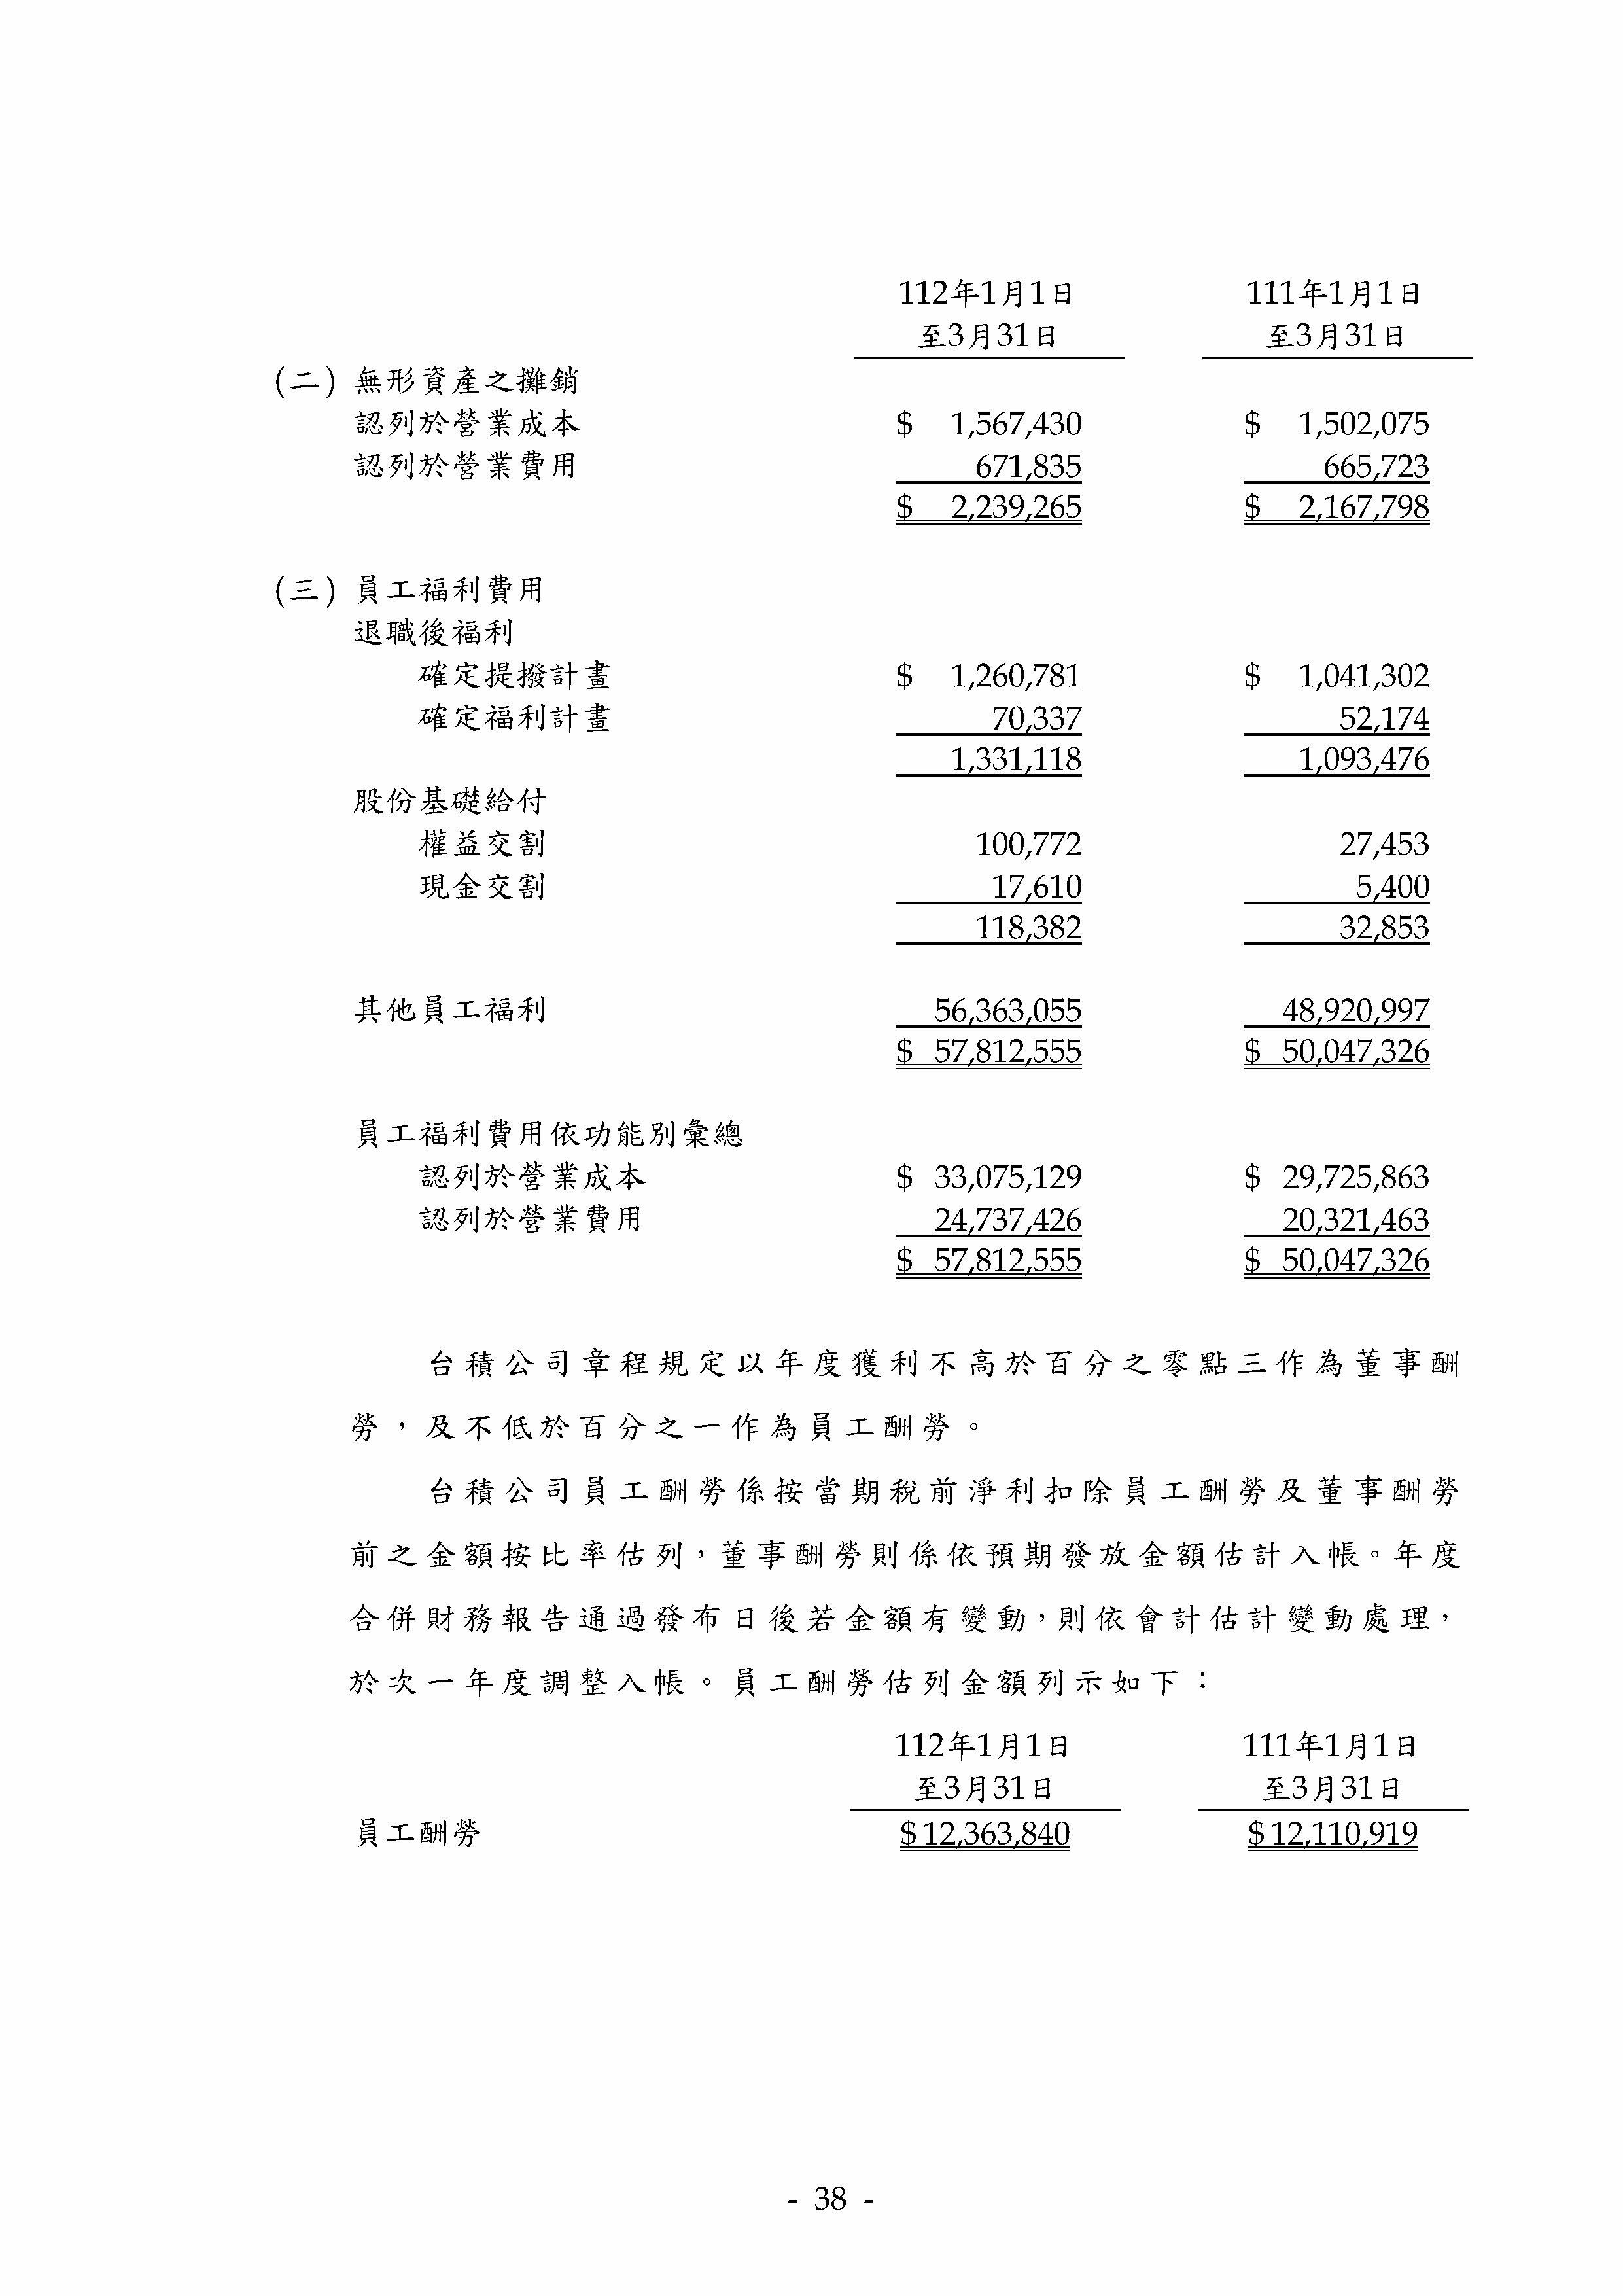 112年1月1日 111年1月1日
至3月31日 至3月31日
(二) 無形資產之攤銷
認列於營業成本 $ 1,567,430 $ 1,502,075
認列於營業費用 671,835 665,723
$ 2,239,265 $ 2,167,798
(三) 員工福利費用
退職後福利
確定提撥計畫 $ 1,260,781 $ 1,041,302
確定福利計畫 70,337 52,174
1,331,118 1,093,476
股份基礎給付
權益交割 100,772 27,453
現金交割 17,610 5,400
118,382 32,853
其他員工福利 56,363,055 48,920,997
$ 57,812,555 $ 50,047,326
員工福利費用依功能別彙總
認列於營業成本 $ 33,075,129 $ 29,725,863
認列於營業費用 24,737,426 20,321,463
$ 57,812,555 $ 50,047,326
台積公司章程規定以年度獲利不高於百分之零點三作為董事酬
勞，及不低於百分之一作為員工酬勞。
台積公司員工酬勞係按當期稅前淨利扣除員工酬勞及董事酬勞
前之金額按比率估列，董事酬勞則係依預期發放金額估計入帳。年度
合併財務報告通過發布日後若金額有變動，則依會計估計變動處理，
於次一年度調整入帳。員工酬勞估列金額列示如下：
112年1月1日 111年1月1日
至3月31日 至3月31日
員工酬勞 $12,363,840 $12,110,919
- 38 -